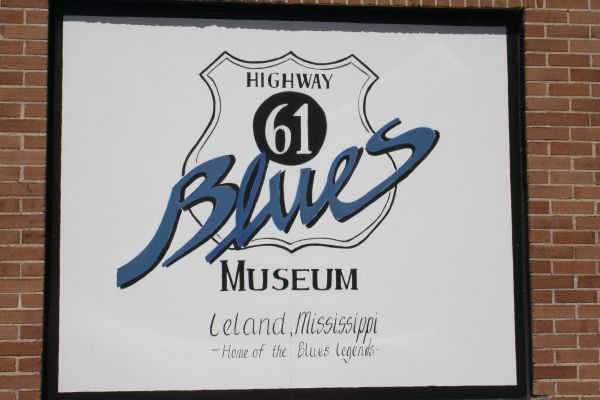 HIGHWAY
61
Blues
MUSEUM
Leland, Mississippi
-Home of the Blues Legends-